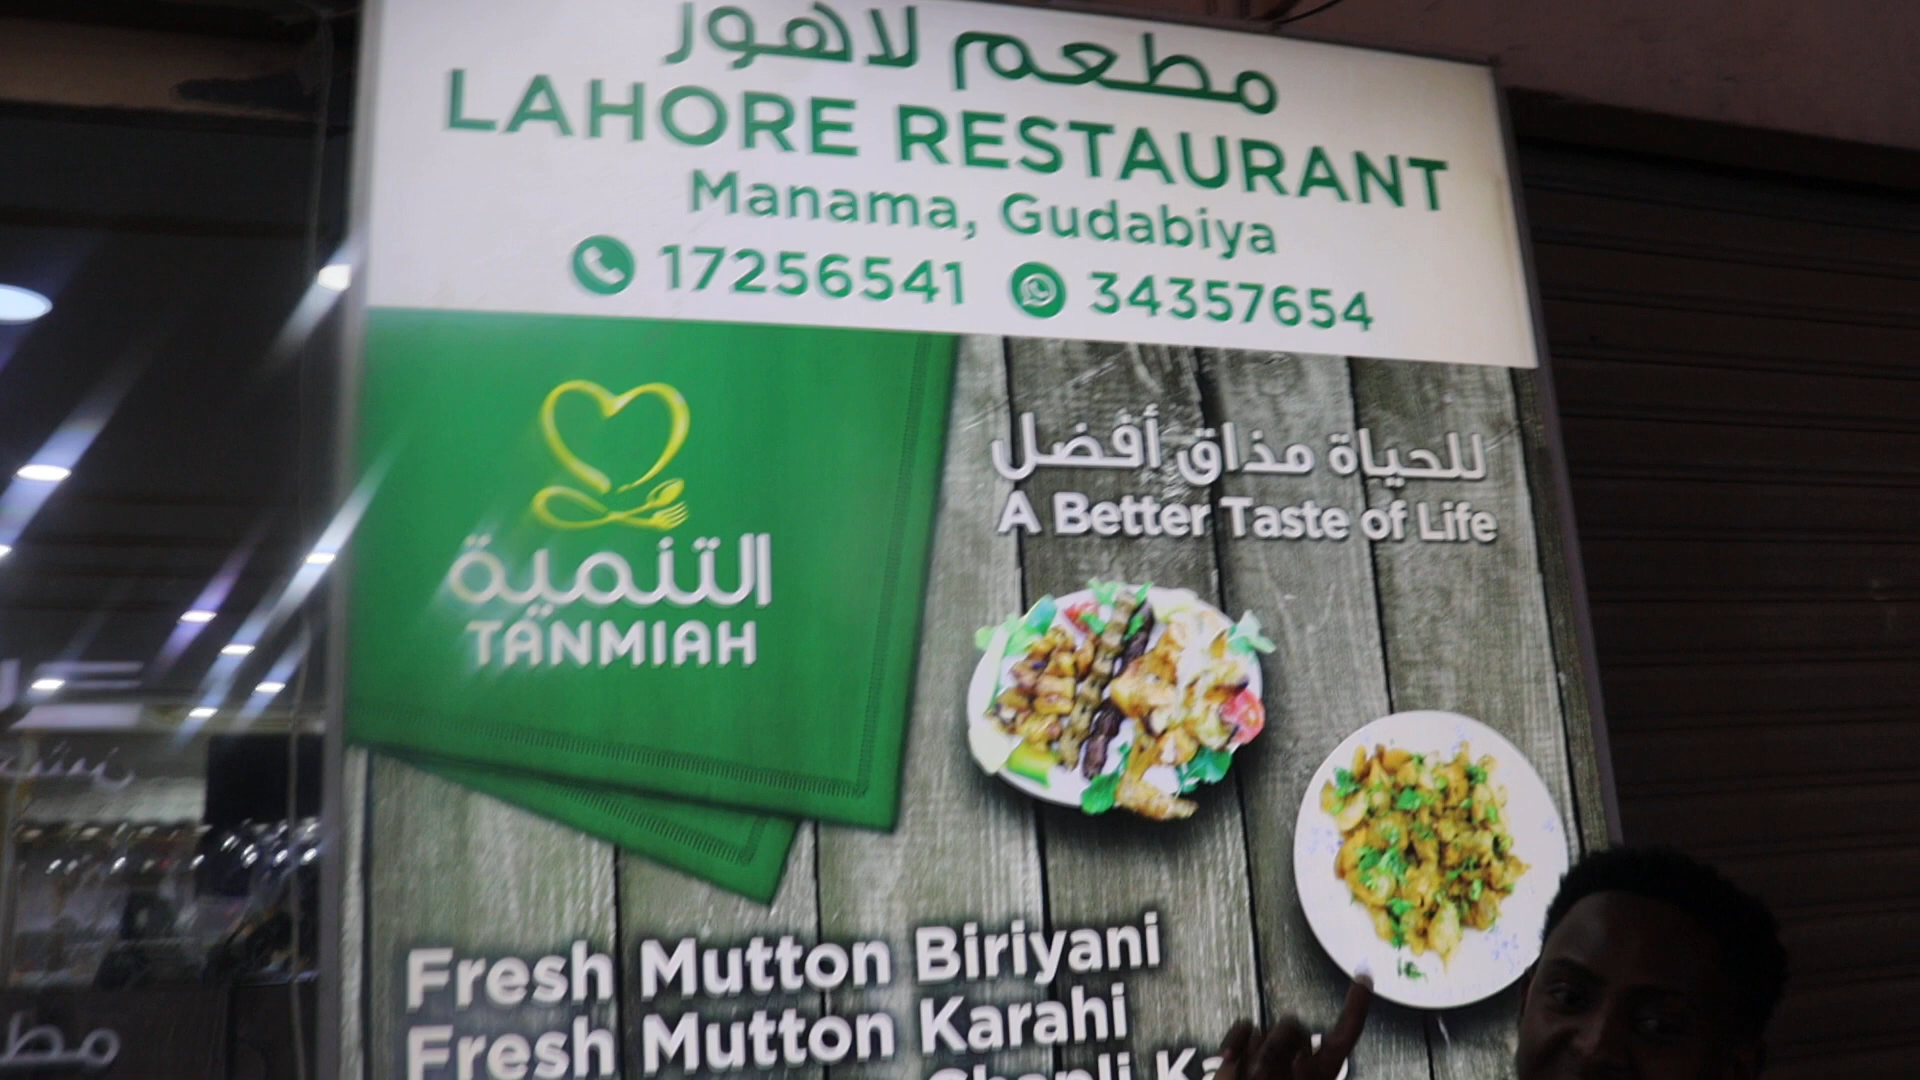 مطعم لاهور
LAHORE RESTAURANT
Manama, Gudabiya
17256541 34357654
التنمية
TANMIAH
للحياة مذاق أفضل
A Better Taste of Life
Fresh Mutton Biriyani
Fresh Mutton Karahi